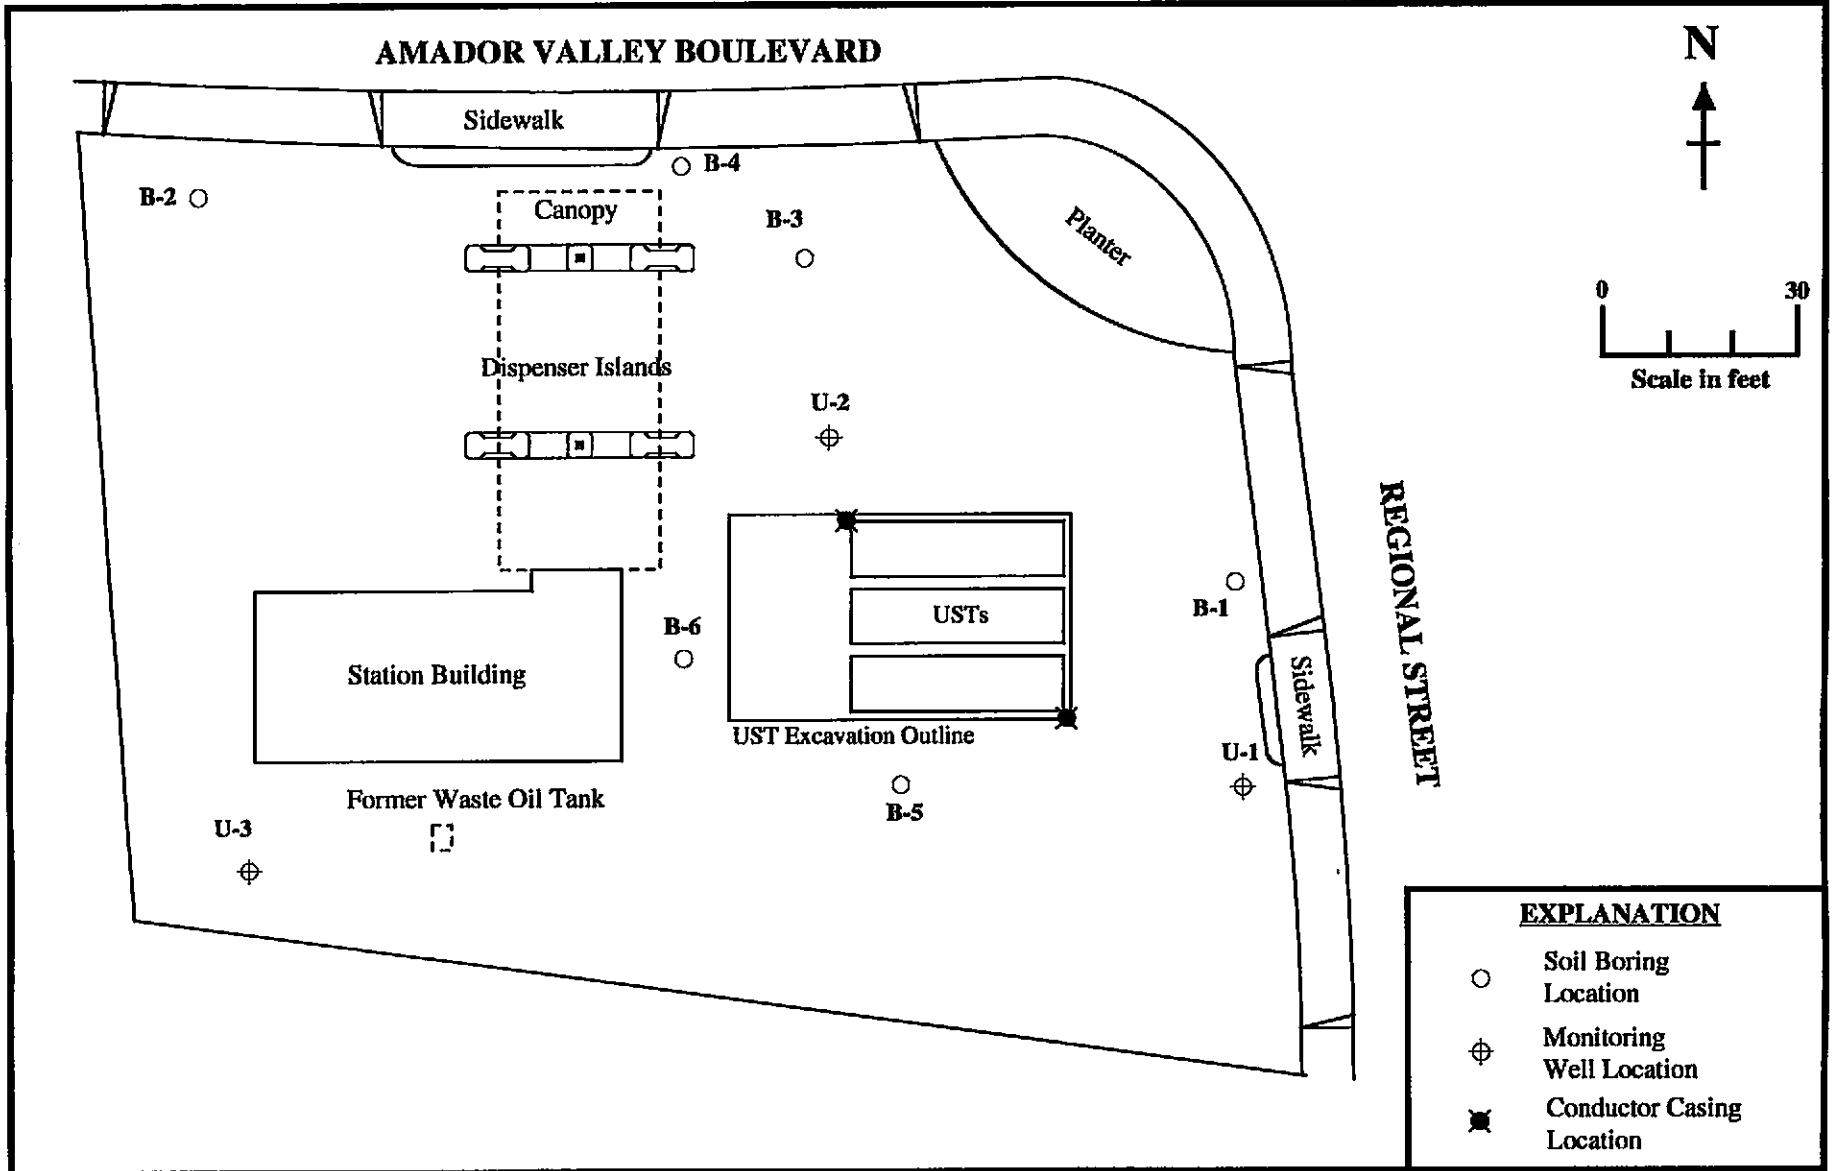 AMADOR VALLEY BOULEVARD
N
Sidewalk
B-4
B-2
Canopy
B-3
Planter
0 30
Scale in feet
Dispenser Islands
U-2
REGIONAL STREET
B-1
USTs
B-6
Station Building
Sidewalk
UST Excavation Outline
U-1
Former Waste Oil Tank
B-5
U-3
EXPLANATION
Soil Boring
Location
Monitoring
Well Location
Conductor Casing
Location